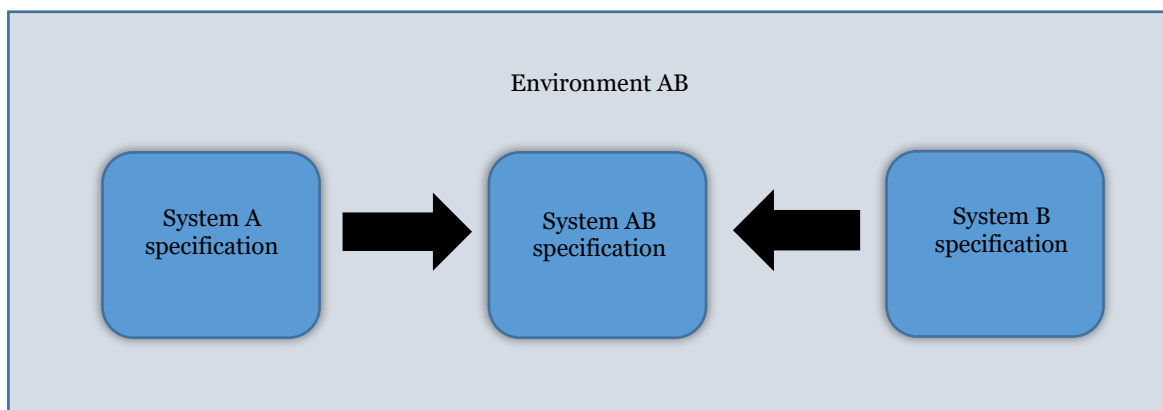 Environment AB
System A
specification
System AB
specification
System B
specification